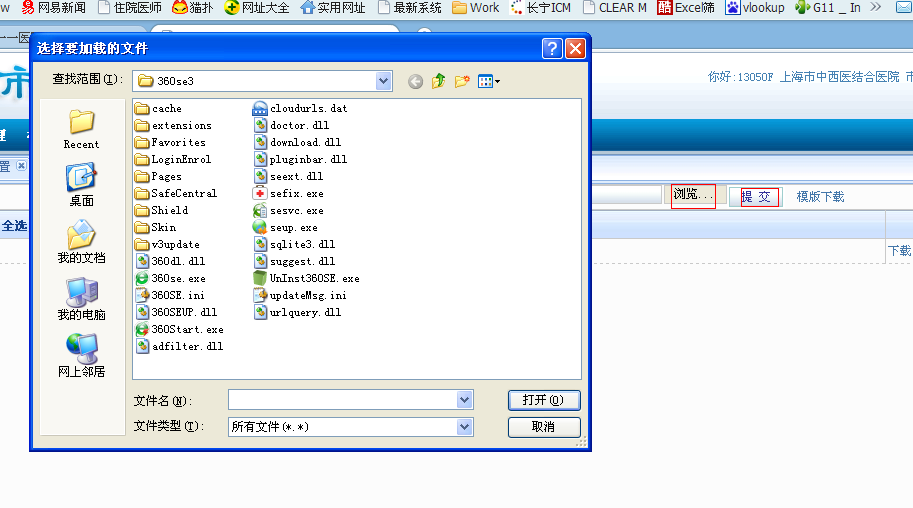 w 网易新闻 住院医师 猫扑 网址大全 实用网址 最新系统 Work 长宁ICM CLEAR M Excel筛 vlookup G11 _ In
选择要加载的文件
市
查找范围(I): 360se3
你好:13050F 上海市中西医结合医院 市
cache cloudurls.dat
extensions doctor.dll
Recent Favorites download.dll
LoginEnrol pluginbar.dll
置
Pages seext.dll
桌面 SafeCentral sefix.exe
浏览... 提 交 模版下载
Shield sesvc.exe
全选
Skin seup.exe
我的文档 v3update sqlite3.dll
下载
360dl.dll suggest.dll
360se.exe UnInst360SE.exe
360SE.ini updateMsg.ini
我的电脑 360SEUP.dll urlquery.dll
360Start.exe
adfilter.dll
网上邻居
文件名(N): 打开(O)
文件类型(T): 所有文件(*.*) 取消